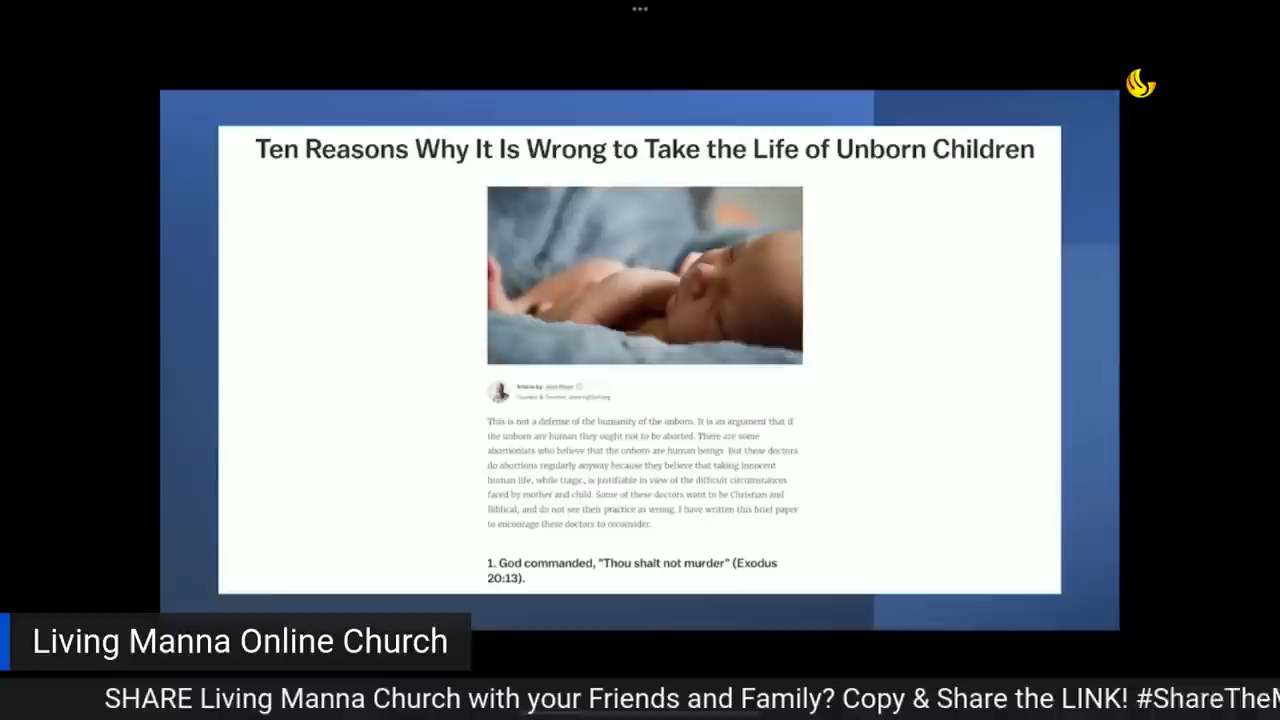 Ten Reasons Why It Is Wrong to Take the Life of Unborn Children
Article by
Founder & Teacher, desiringGod.org
This is not a defense of the humanity of the unborn. It is an argument that if
the unborn are human they ought not to be aborted. There are some
abortionists who believe that the unborn are human beings. But these doctors
do abortions regularly anyway because they believe that taking innocent
human life, while tragic, is justifiable in view of the difficult circumstances
faced by mother and child. Some of these doctors want to be Christian and
Biblical, and do not see their practice as wrong. I have written this brief paper
to encourage these doctors to reconsider.
1. God commanded, "Thou shalt not murder" (Exodus
20:13).
Living Manna Online Church
SHARE Living Manna Church with your Friends and Family? Copy & Share the LINK! #ShareTheM